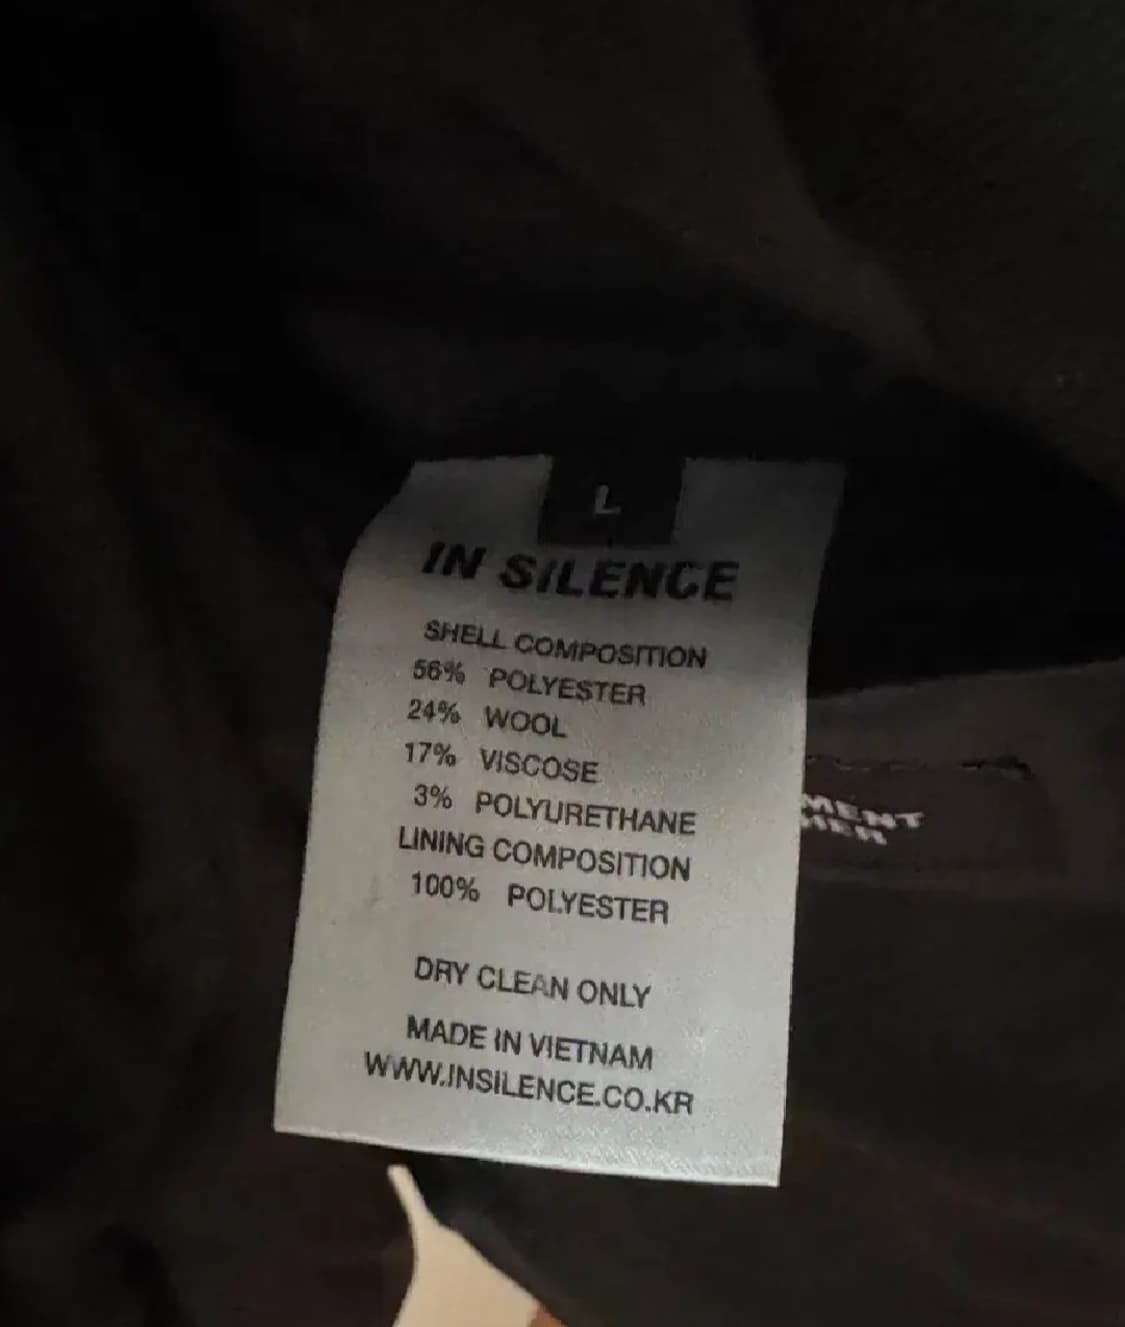 L
IN SILENCE
SHELL COMPOSITION
56% POLYESTER
24% WOOL
17% VISCOSE
3% POLYURETHANE
LINING COMPOSITION
100% POLYESTER
DRY CLEAN ONLY
MADE IN VIETNAM
WWW.INSILENCE.CO.KR